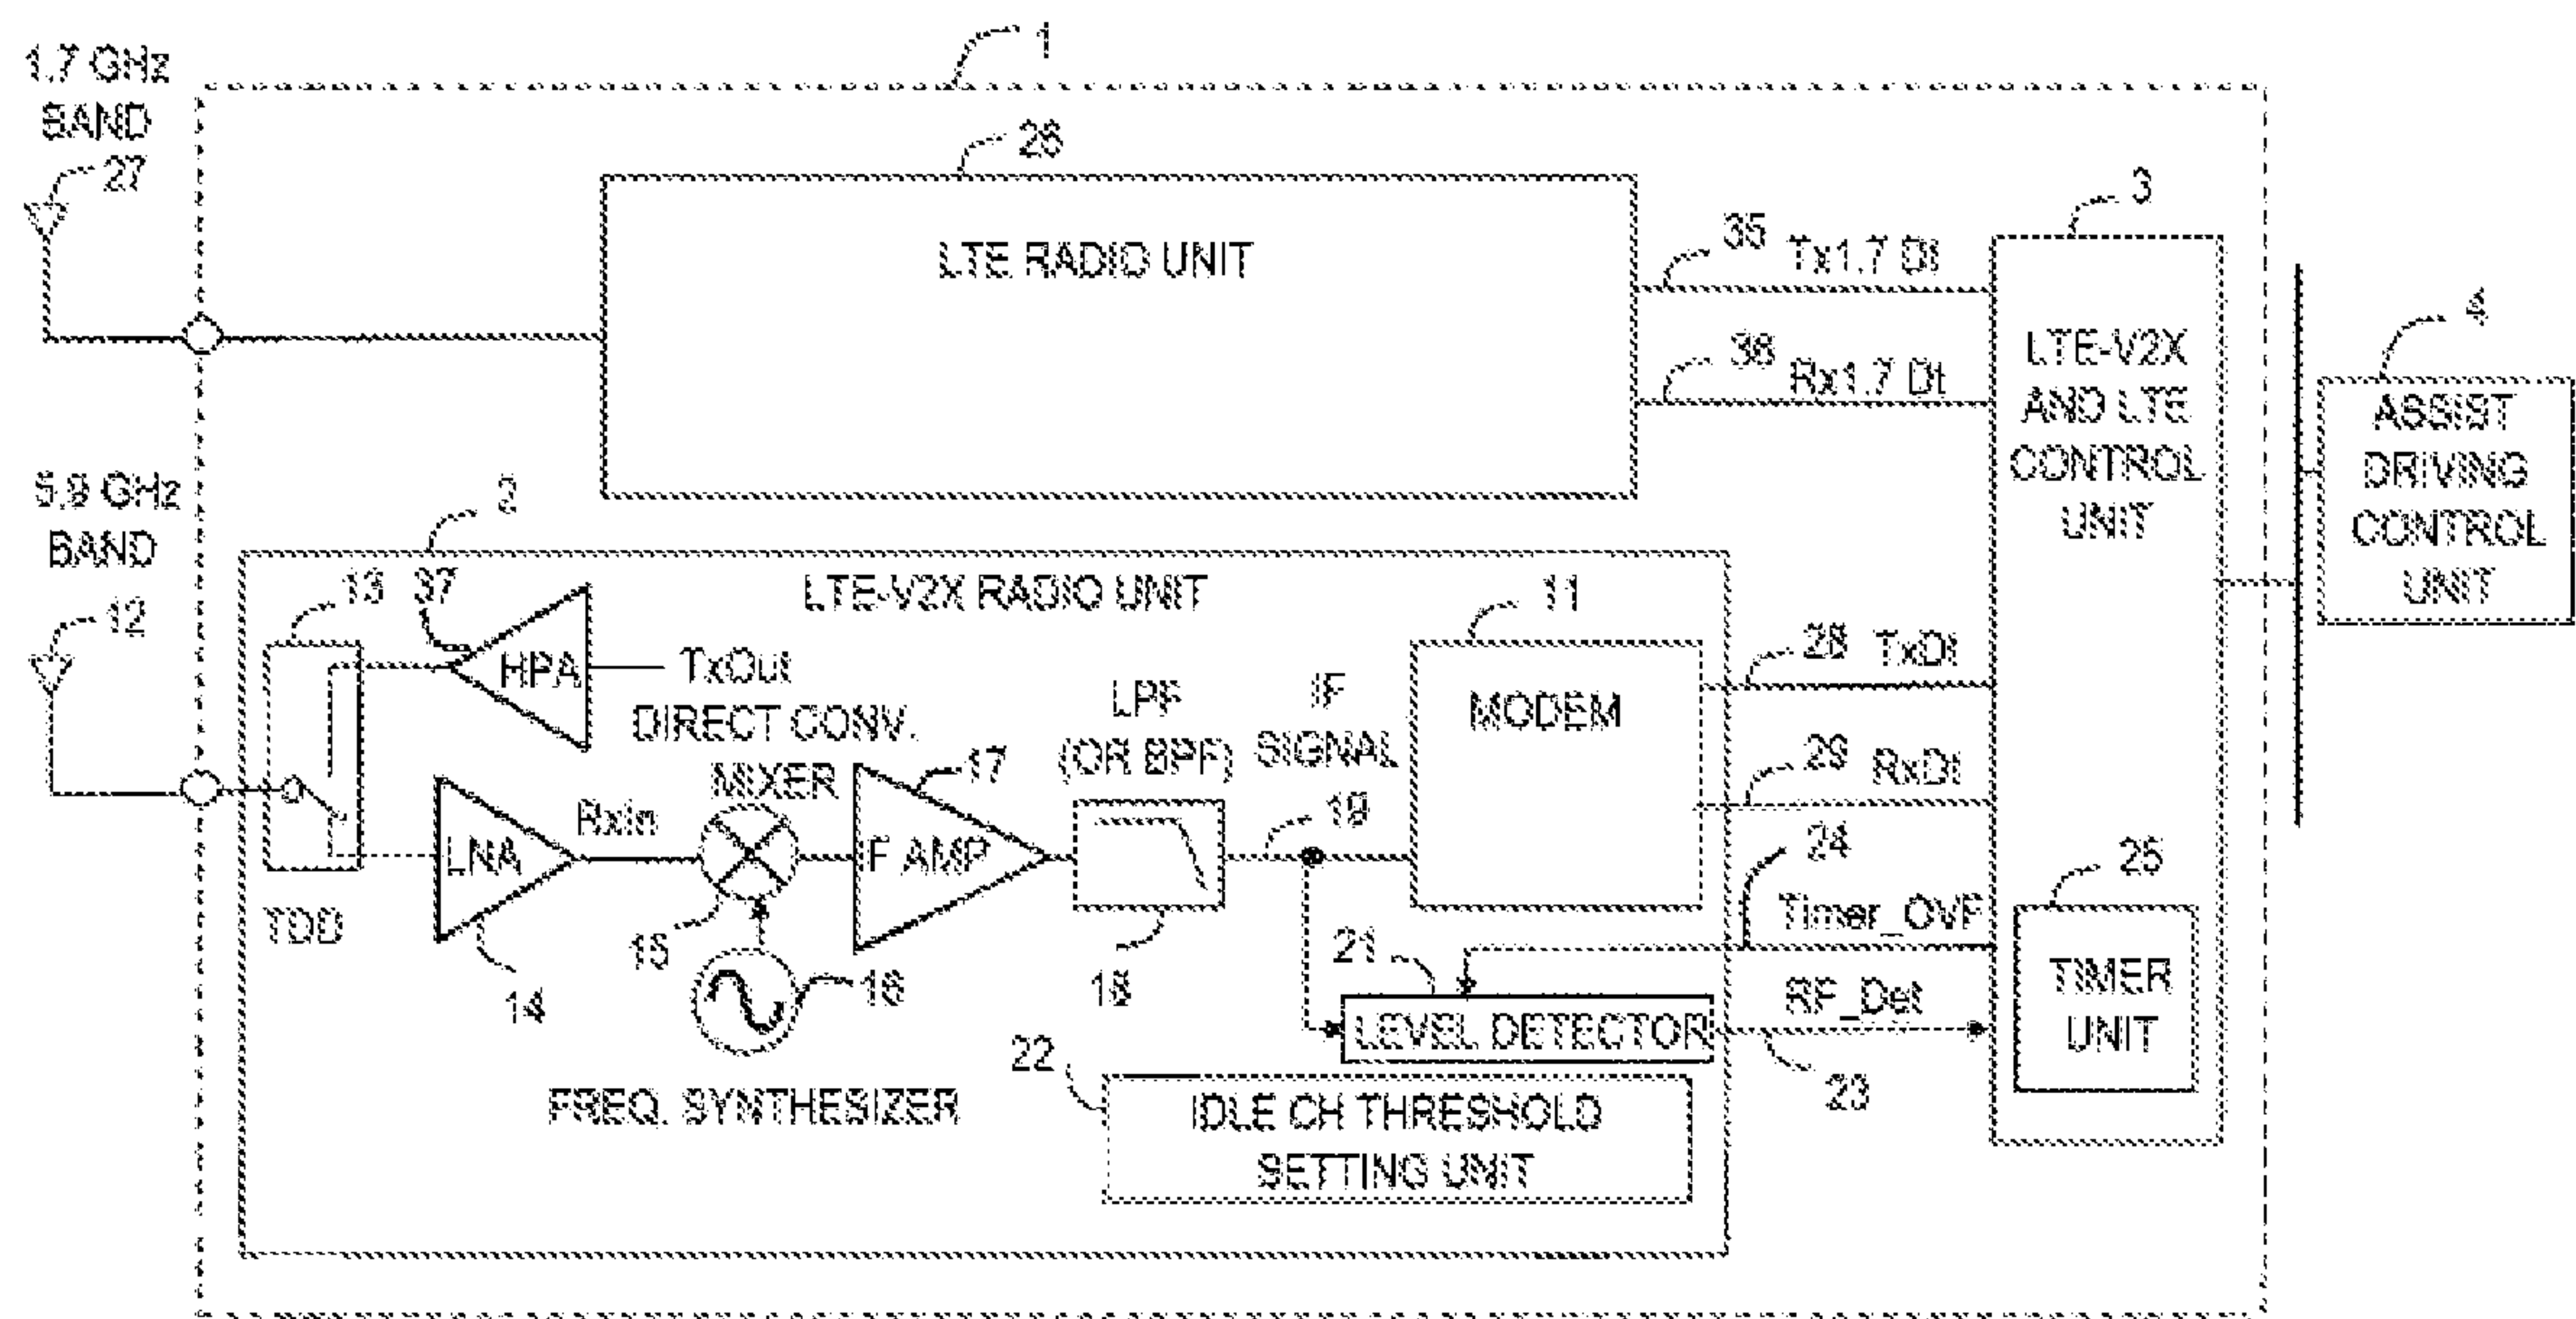 1
1.7 GHz
BAND
27
26
LTE RADIO UNIT
35
Tx1.7 Dt
36
Rx1.7 Dt
3
LTE-V2X
AND LTE
CONTROL
UNIT
4
ASSIST
DRIVING
CONTROL
UNIT
5.9 GHz
BAND
12
2
LTE-V2X RADIO UNIT
13
37
HPA
TxOut
DIRECT CONV.
MIXER
17
LPF
(OR BPF)
IF
SIGNAL
11
MODEM
28
TxDt
29
RxDt
TDD
LNA
14
RxIn
15
16
IF AMP
18
19
24
Timer_OVF
25
TIMER
UNIT
21
LEVEL DETECTOR
RF_Det
23
FREQ. SYNTHESIZER
22
IDLE CH THRESHOLD
SETTING UNIT